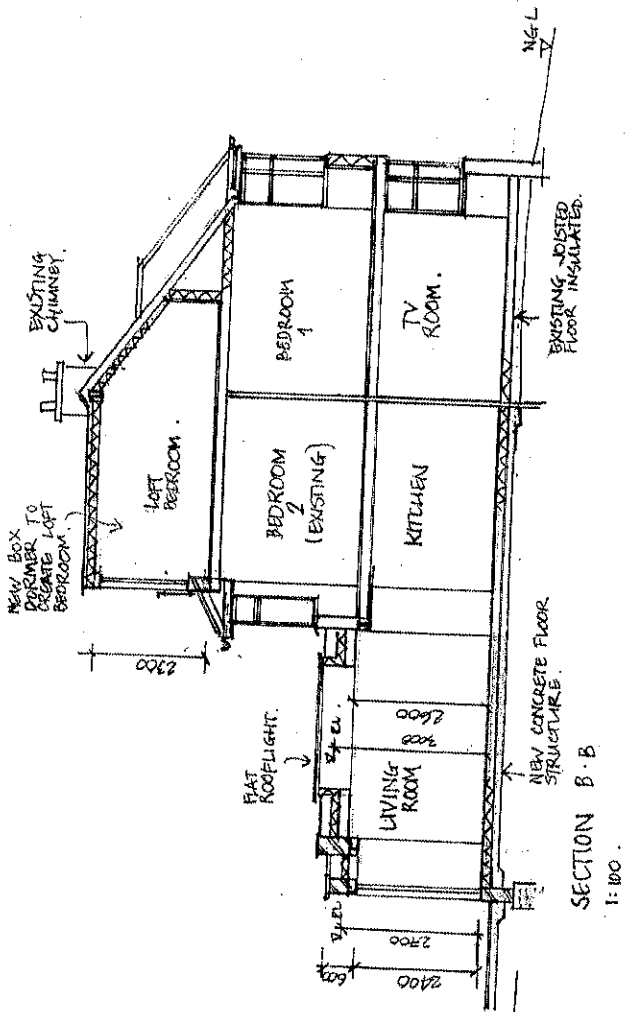 NEW BOX
DORMER TO
CREATE LOFT
BEDROOM
EXISTING
CHIMNEY.
LOFT
BEDROOM.
2300
BEDROOM
2
(EXISTING)
BEDROOM
1
FLAT
ROOFLIGHT.
LIVING
ROOM
KITCHEN
TV
ROOM.
600
2400
2700
3000
2600
NGL
NEW CONCRETE FLOOR
STRUCTURE.
EXISTING JOISTED
FLOOR INSULATED.
SECTION B-B
1:100.